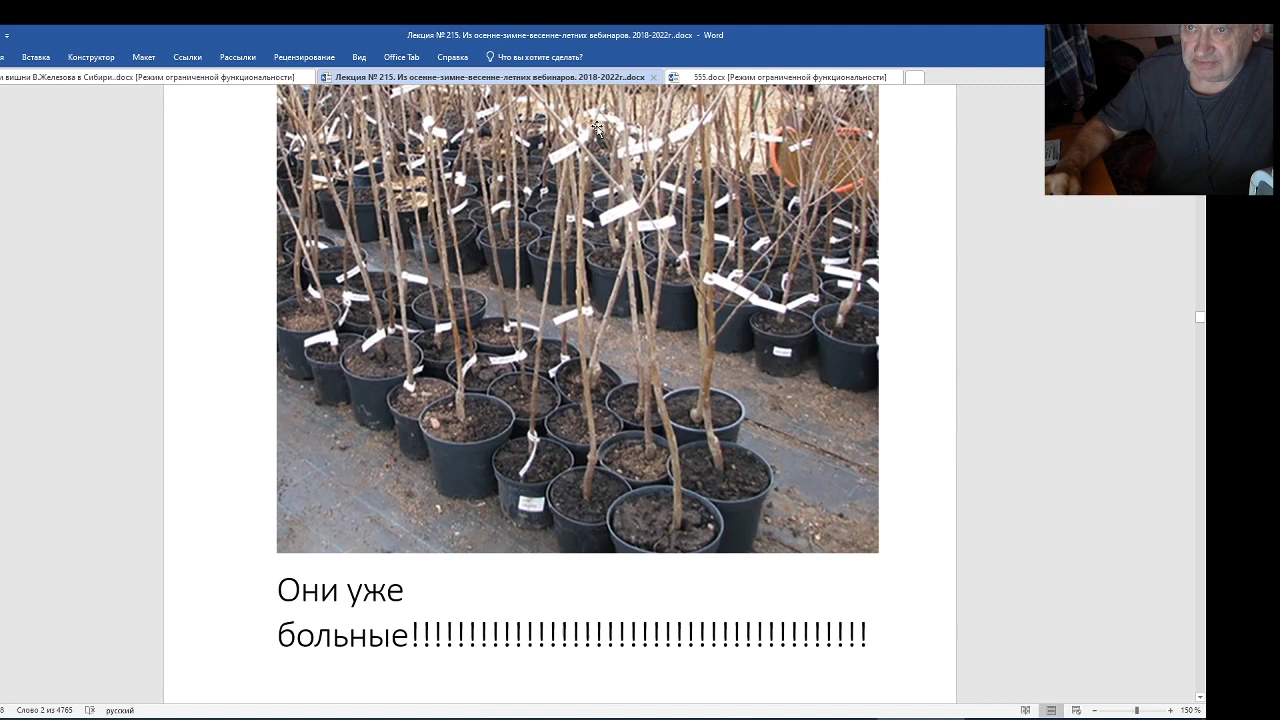 Лекция № 215. Из осенне-зимне-весенне-летних вебинаров. 2018-2022г..docx - Word
Вставка Конструктор Макет Ссылки Рассылки Рецензирование Вид Office Tab Справка Что вы хотите сделать?
и вишни В.Железова в Сибири..docx [Режим ограниченной функциональности] Лекция № 215. Из осенне-зимне-весенне-летних вебинаров. 2018-2022г..docx 555.docx [Режим ограниченной функциональности]
Они уже
больные!!!!!!!!!!!!!!!!!!!!!!!!!!!!!!!!!!!!!!!!
8 Слово 2 из 4765 русский 150 %